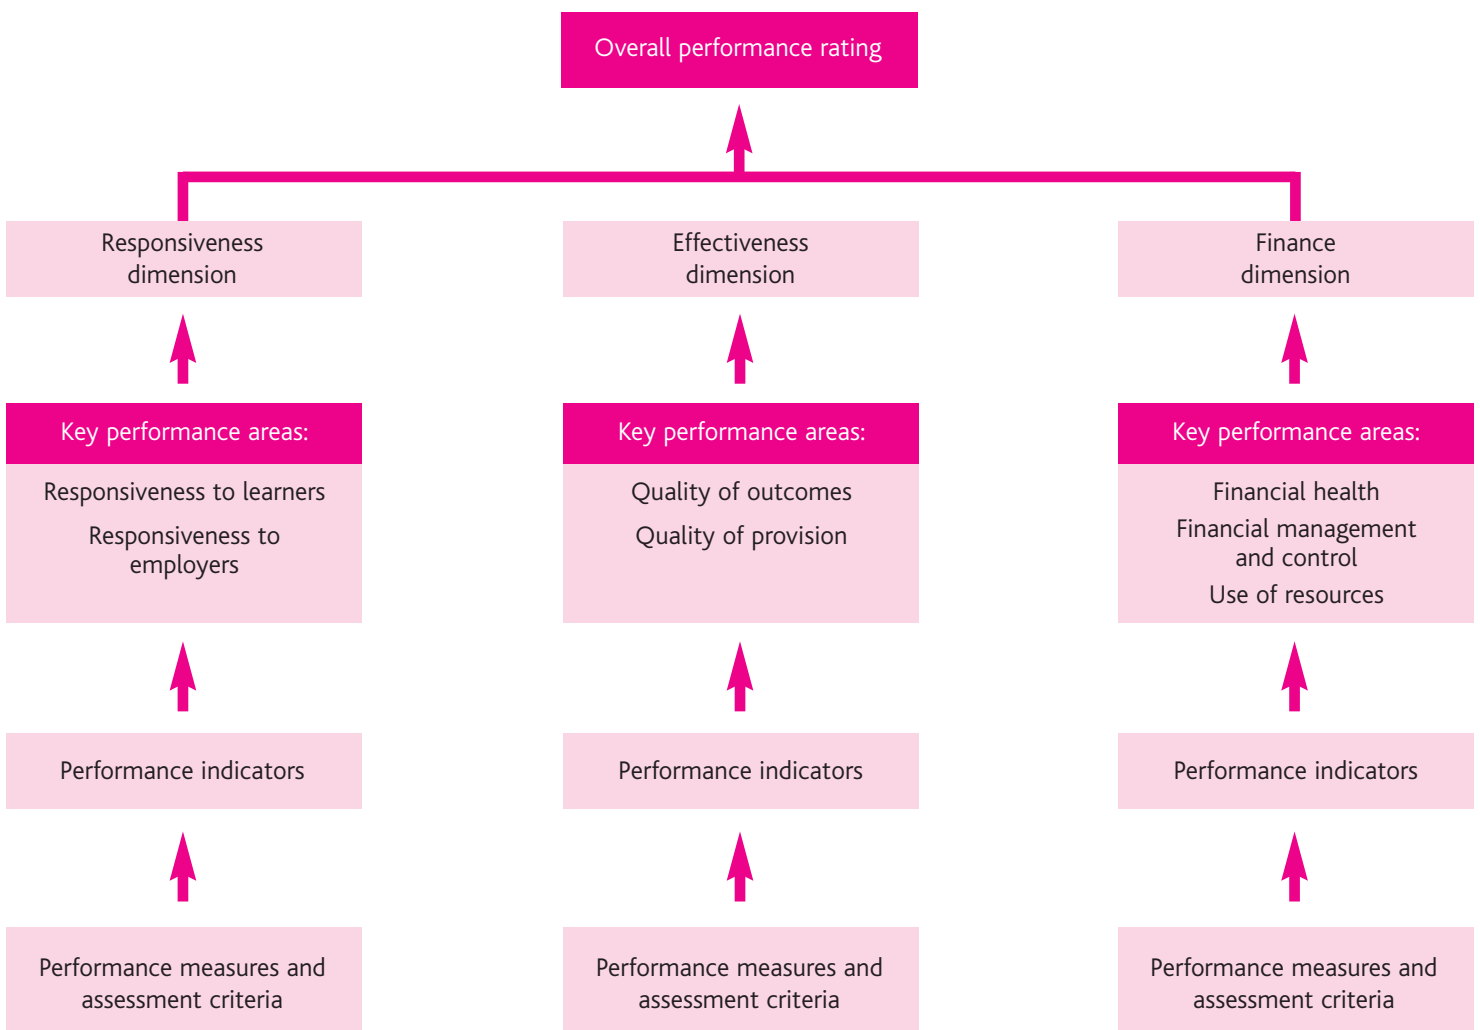 Overall performance rating
Responsiveness
dimension
Effectiveness
dimension
Finance
dimension
Key performance areas:
Responsiveness to learners
Responsiveness to
employers
Key performance areas:
Quality of outcomes
Quality of provision
Key performance areas:
Financial health
Financial management
and control
Use of resources
Performance indicators
Performance indicators
Performance indicators
Performance measures and
assessment criteria
Performance measures and
assessment criteria
Performance measures and
assessment criteria